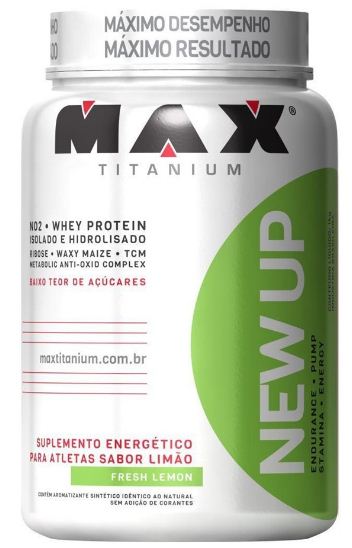 MÁXIMO DESEMPENHO
MÁXIMO RESULTADO
MAX®
TITANIUM
NO2 • WHEY PROTEIN
ISOLADO E HIDROLISADO
RIBOSE • WAXY MAIZE • TCM
METABOLIC ANTI-OXID COMPLEX
BAIXO TEOR DE AÇÚCARES
maxtitanium.com.br
SUPLEMENTO ENERGÉTICO
PARA ATLETAS SABOR LIMÃO
FRESH LEMON
CONTÉM AROMATIZANTE SINTÉTICO IDÊNTICO AO NATURAL
SEM ADIÇÃO DE CORANTES
NEW UP
ENDURANCE • PUMP
STAMINA • ENERGY